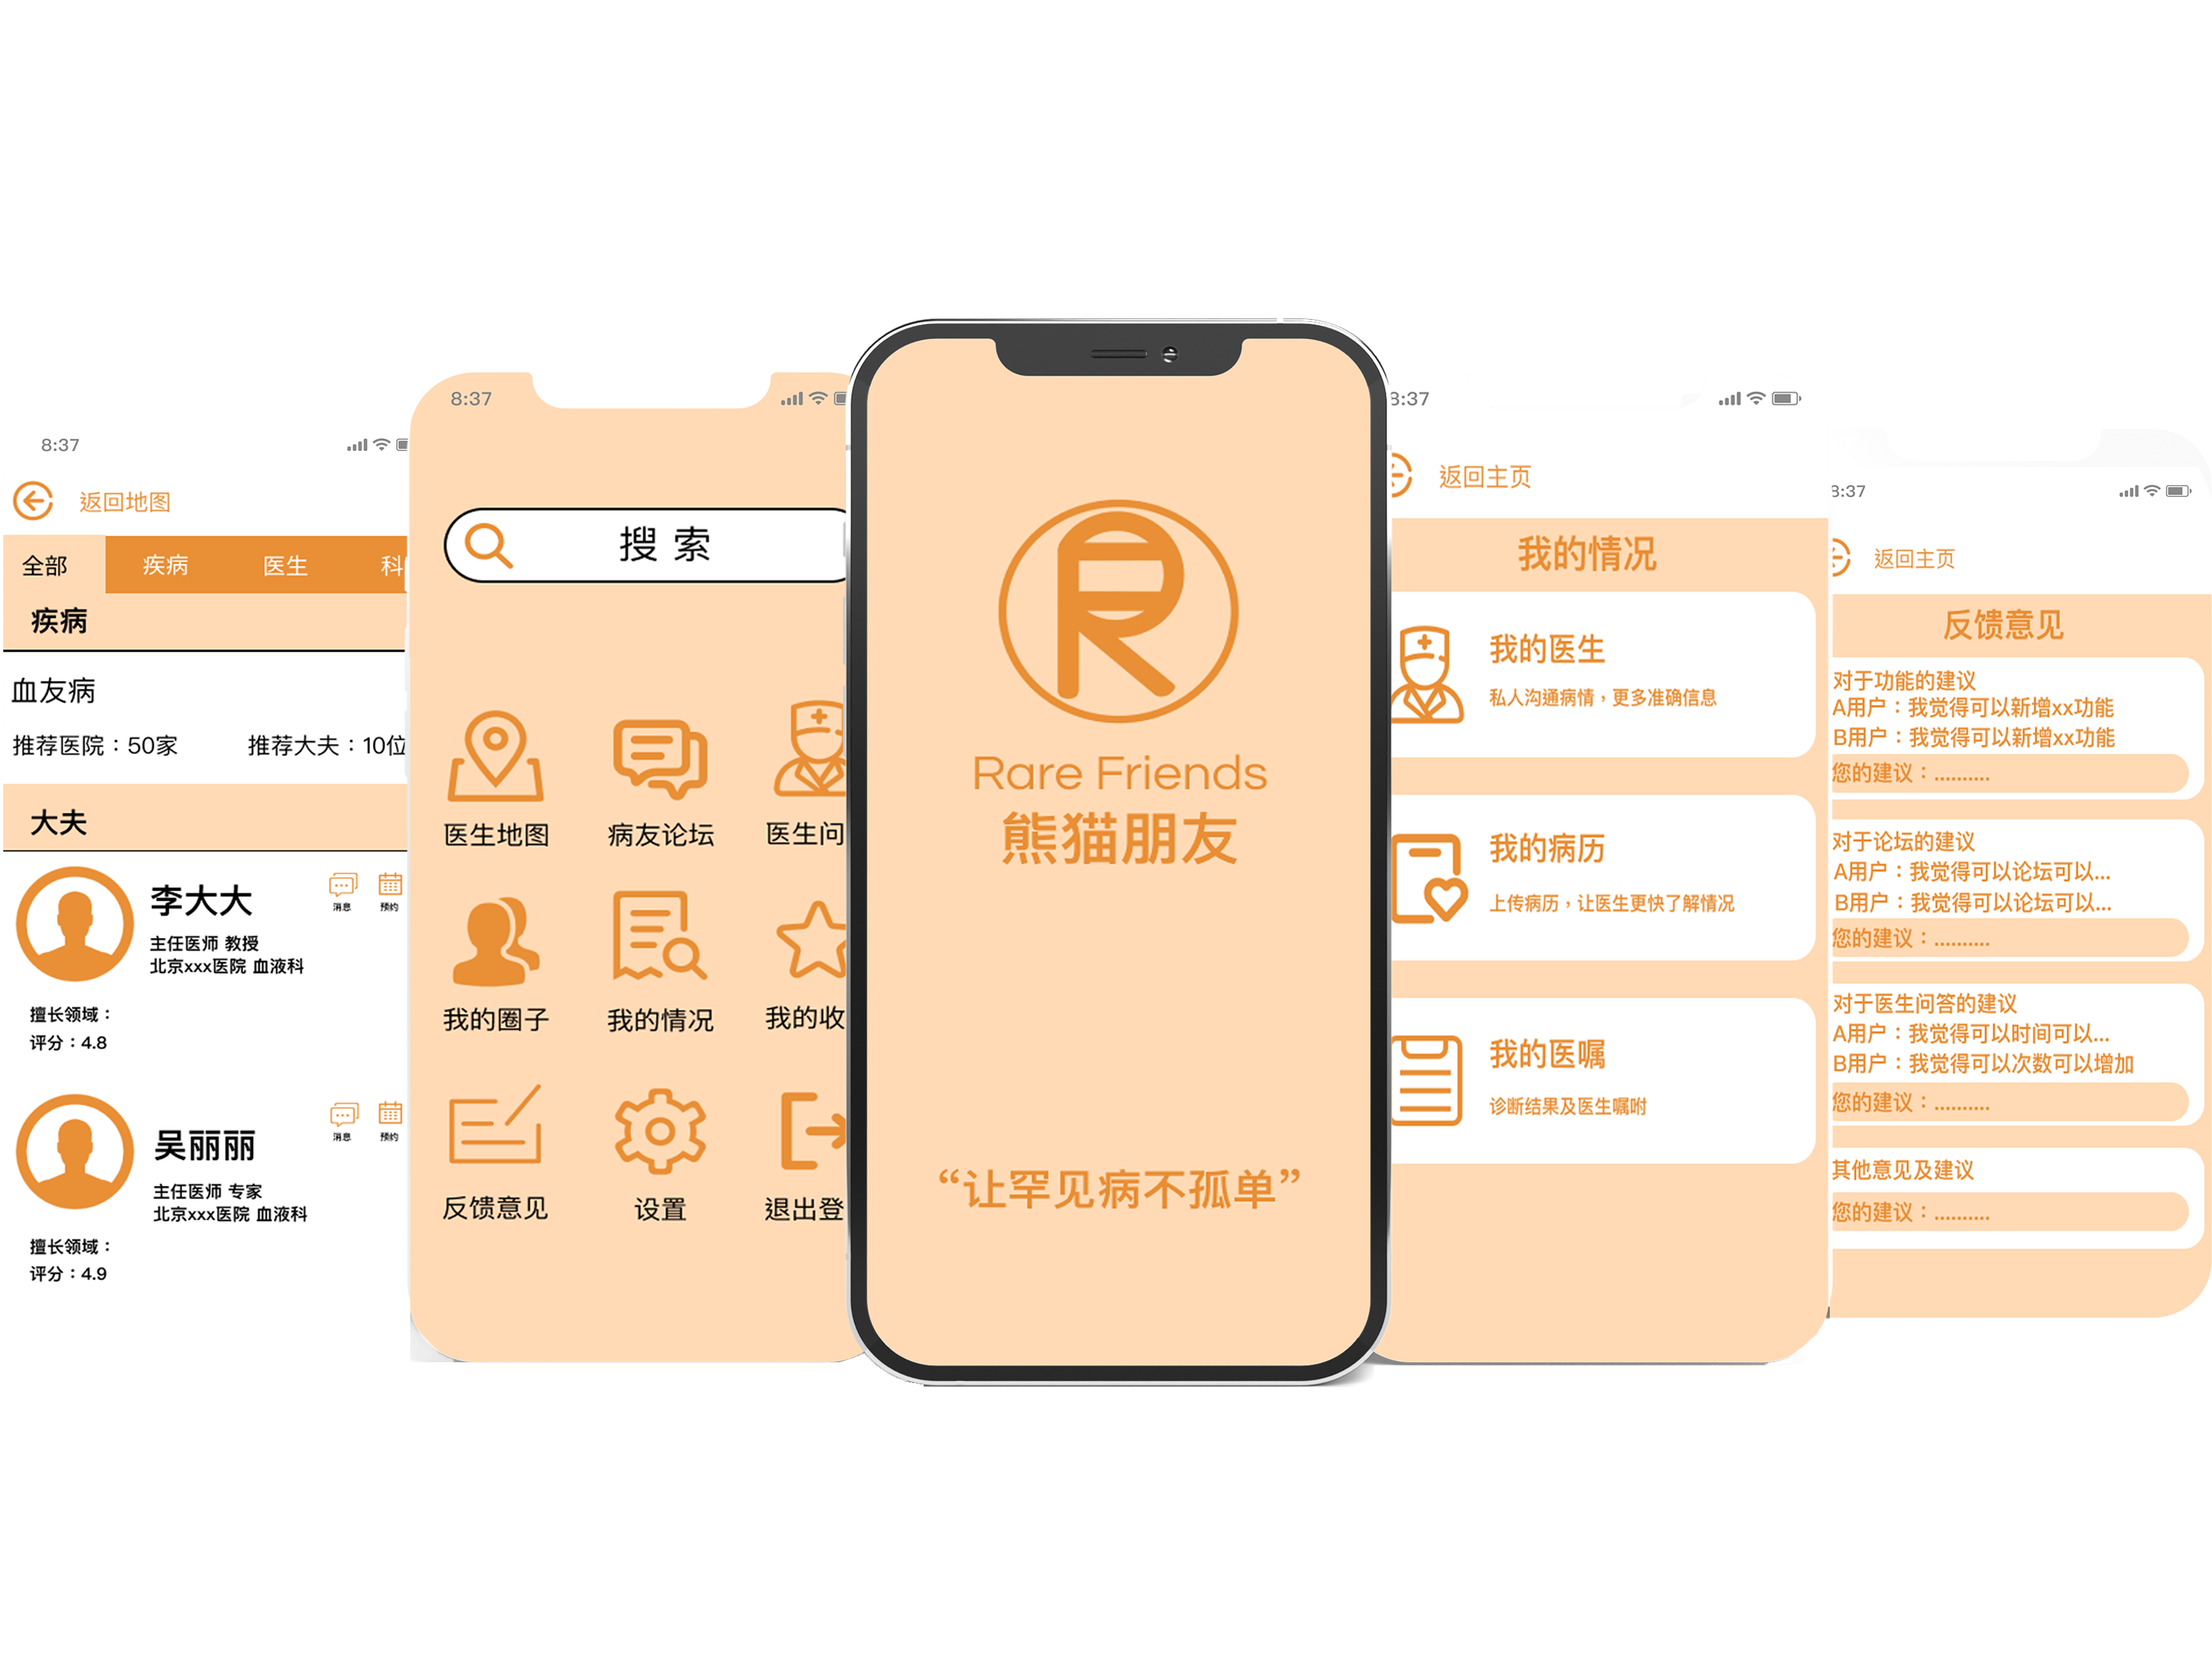 8:37
返回地图
全部 疾病 医生 科
疾病
血友病
推荐医院：50家 推荐大夫：10位
大夫
李大大
消息 预约
主任医师 教授
北京xxx医院 血液科
擅长领域：
评分：4.8
吴丽丽
消息 预约
主任医师 专家
北京xxx医院 血液科
擅长领域：
评分：4.9
8:37
搜 索
医生地图 病友论坛 医生问
我的圈子 我的情况 我的收
反馈意见 设置 退出登
R
Rare Friends
熊猫朋友
“让罕见病不孤单”
8:37
返回主页
我的情况
我的医生
私人沟通病情，更多准确信息
我的病历
上传病历，让医生更快了解情况
我的医嘱
诊断结果及医生嘱咐
8:37
返回主页
反馈意见
对于功能的建议
A用户：我觉得可以新增xx功能
B用户：我觉得可以新增xx功能
您的建议：..........
对于论坛的建议
A用户：我觉得可以论坛可以...
B用户：我觉得可以论坛可以...
您的建议：..........
对于医生问答的建议
A用户：我觉得可以时间可以...
B用户：我觉得可以次数可以增加
您的建议：..........
其他意见及建议
您的建议：..........